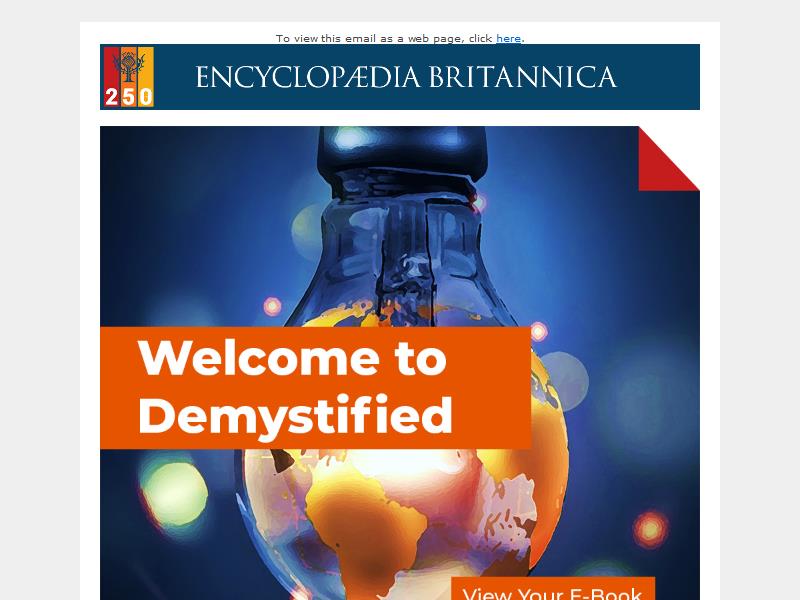 To view this email as a web page, click here.
250
ENCYCLOPÆDIA BRITANNICA
Welcome to
Demystified
View Your E-Book